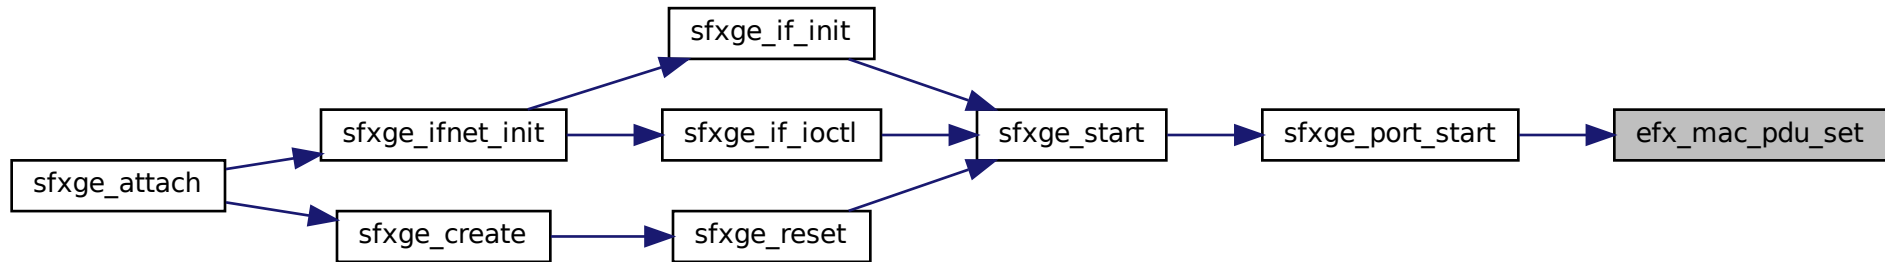 sfxge_if_init
sfxge_ifnet_init
sfxge_if_ioctl
sfxge_start
sfxge_port_start
efx_mac_pdu_set
sfxge_attach
sfxge_create
sfxge_reset